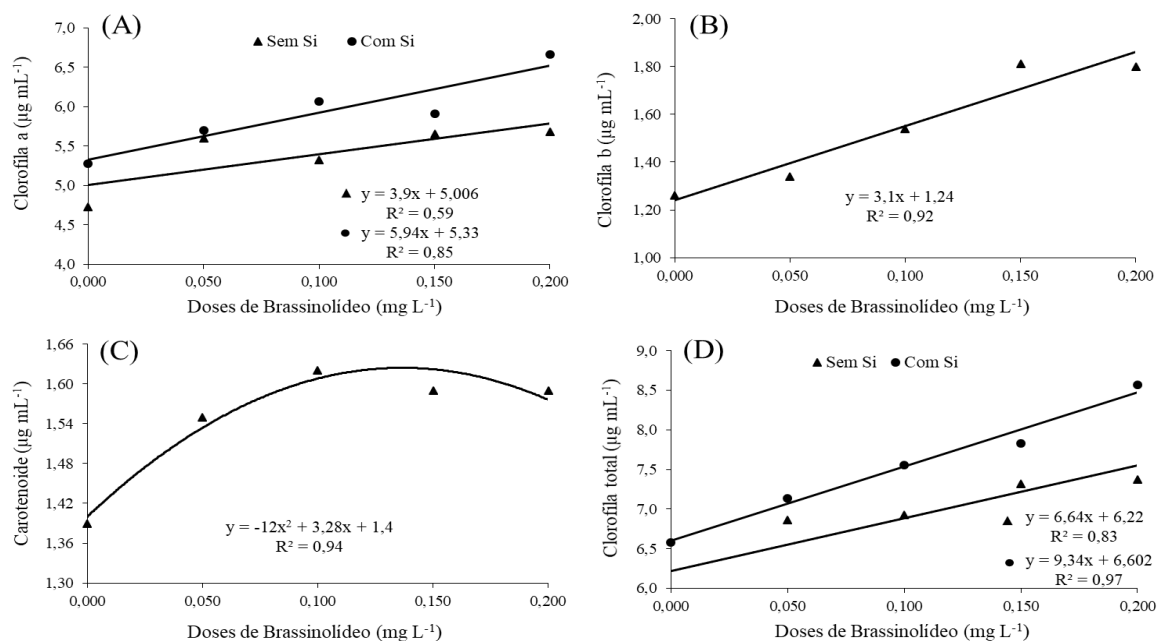 (A)
Sem Si
Com Si
Clorofila a (µg mL⁻¹)
7,0
6,5
6,0
5,5
5,0
4,5
4,0
y = 3,9x + 5,006
R² = 0,59
y = 5,94x + 5,33
R² = 0,85
0,000 0,050 0,100 0,150 0,200
Doses de Brassinolídeo (mg L⁻¹)
(B)
Clorofila b (µg mL⁻¹)
2,00
1,80
1,60
1,40
1,20
1,00
y = 3,1x + 1,24
R² = 0,92
0,000 0,050 0,100 0,150 0,200
Doses de Brassinolídeo (mg L⁻¹)
(C)
Carotenoide (µg mL⁻¹)
1,66
1,60
1,54
1,48
1,42
1,36
1,30
y = -12x² + 3,28x + 1,4
R² = 0,94
0,000 0,050 0,100 0,150 0,200
Doses de Brassinolídeo (mg L⁻¹)
(D)
Sem Si
Com Si
Clorofila total (µg mL⁻¹)
9,0
8,5
8,0
7,5
7,0
6,5
6,0
y = 6,64x + 6,22
R² = 0,83
y = 9,34x + 6,602
R² = 0,97
0,000 0,050 0,100 0,150 0,200
Doses de Brassinolídeo (mg L⁻¹)